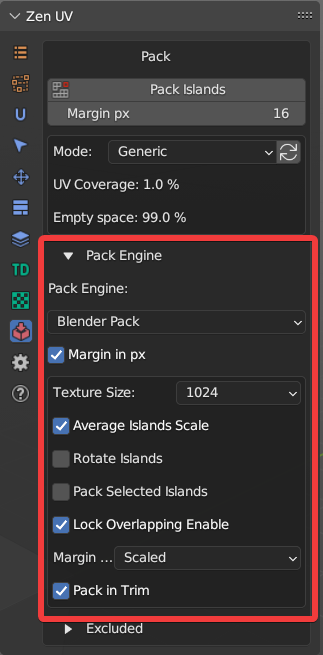 Zen UV
Pack
Pack Islands
Margin px 16
Mode: Generic
UV Coverage: 1.0 %
Empty space: 99.0 %
Pack Engine
Pack Engine:
Blender Pack
Margin in px
Texture Size: 1024
Average Islands Scale
Rotate Islands
Pack Selected Islands
Lock Overlapping Enable
Margin ... Scaled
Pack in Trim
Excluded
U
TD
?